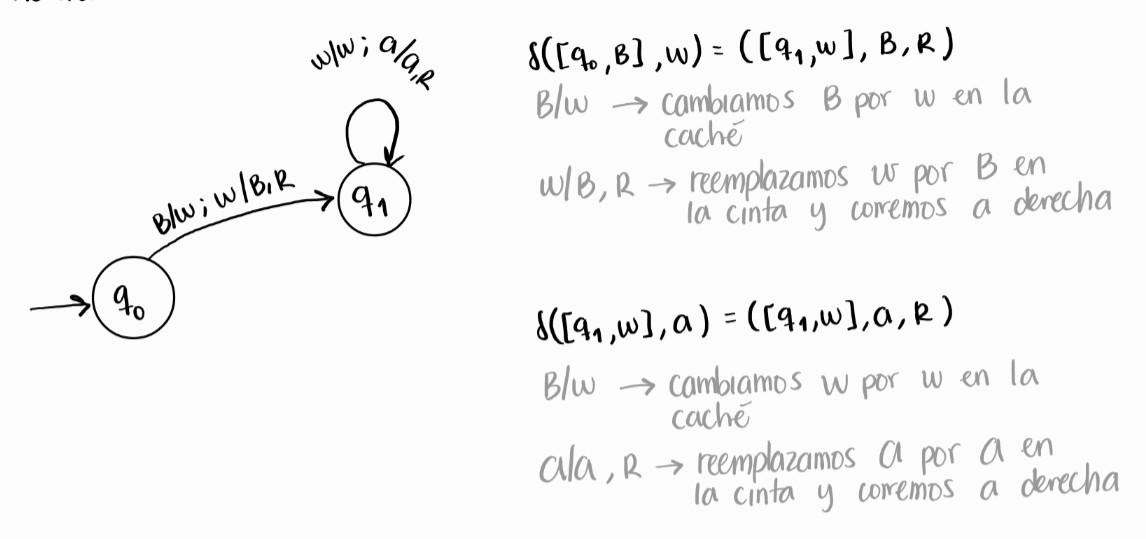 w/w ; a/a,R
B/w ; w/B,R
q₁
q₀
δ([q₀,B],w) = ([q₁,w], B,R)
B/w → cambiamos B por w en la
caché
w/B, R → reemplazamos w por B en
la cinta y corremos a derecha
δ([q₁,w],a) = ([q₁,w],a,R)
B/w → cambiamos w por w en la
caché
a/a, R → reemplazamos a por a en
la cinta y corremos a derecha